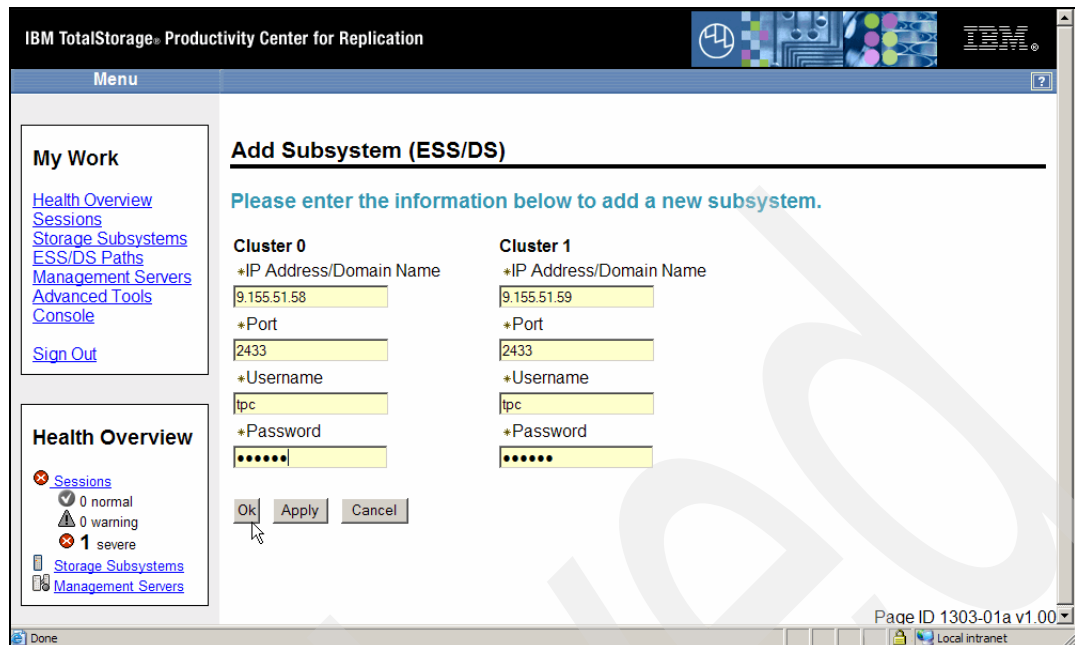 IBM TotalStorage® Productivity Center for Replication
IBM®
Menu
?
My Work
Health Overview
Sessions
Storage Subsystems
ESS/DS Paths
Management Servers
Advanced Tools
Console
Sign Out
Health Overview
Sessions
0 normal
0 warning
1 severe
Storage Subsystems
Management Servers
Add Subsystem (ESS/DS)
Please enter the information below to add a new subsystem.
Cluster 0
*IP Address/Domain Name
9.155.51.58
*Port
2433
*Username
tpc
*Password
••••••
Cluster 1
*IP Address/Domain Name
9.155.51.59
*Port
2433
*Username
tpc
*Password
••••••
Ok Apply Cancel
Page ID 1303-01a v1.00
Done
Local intranet